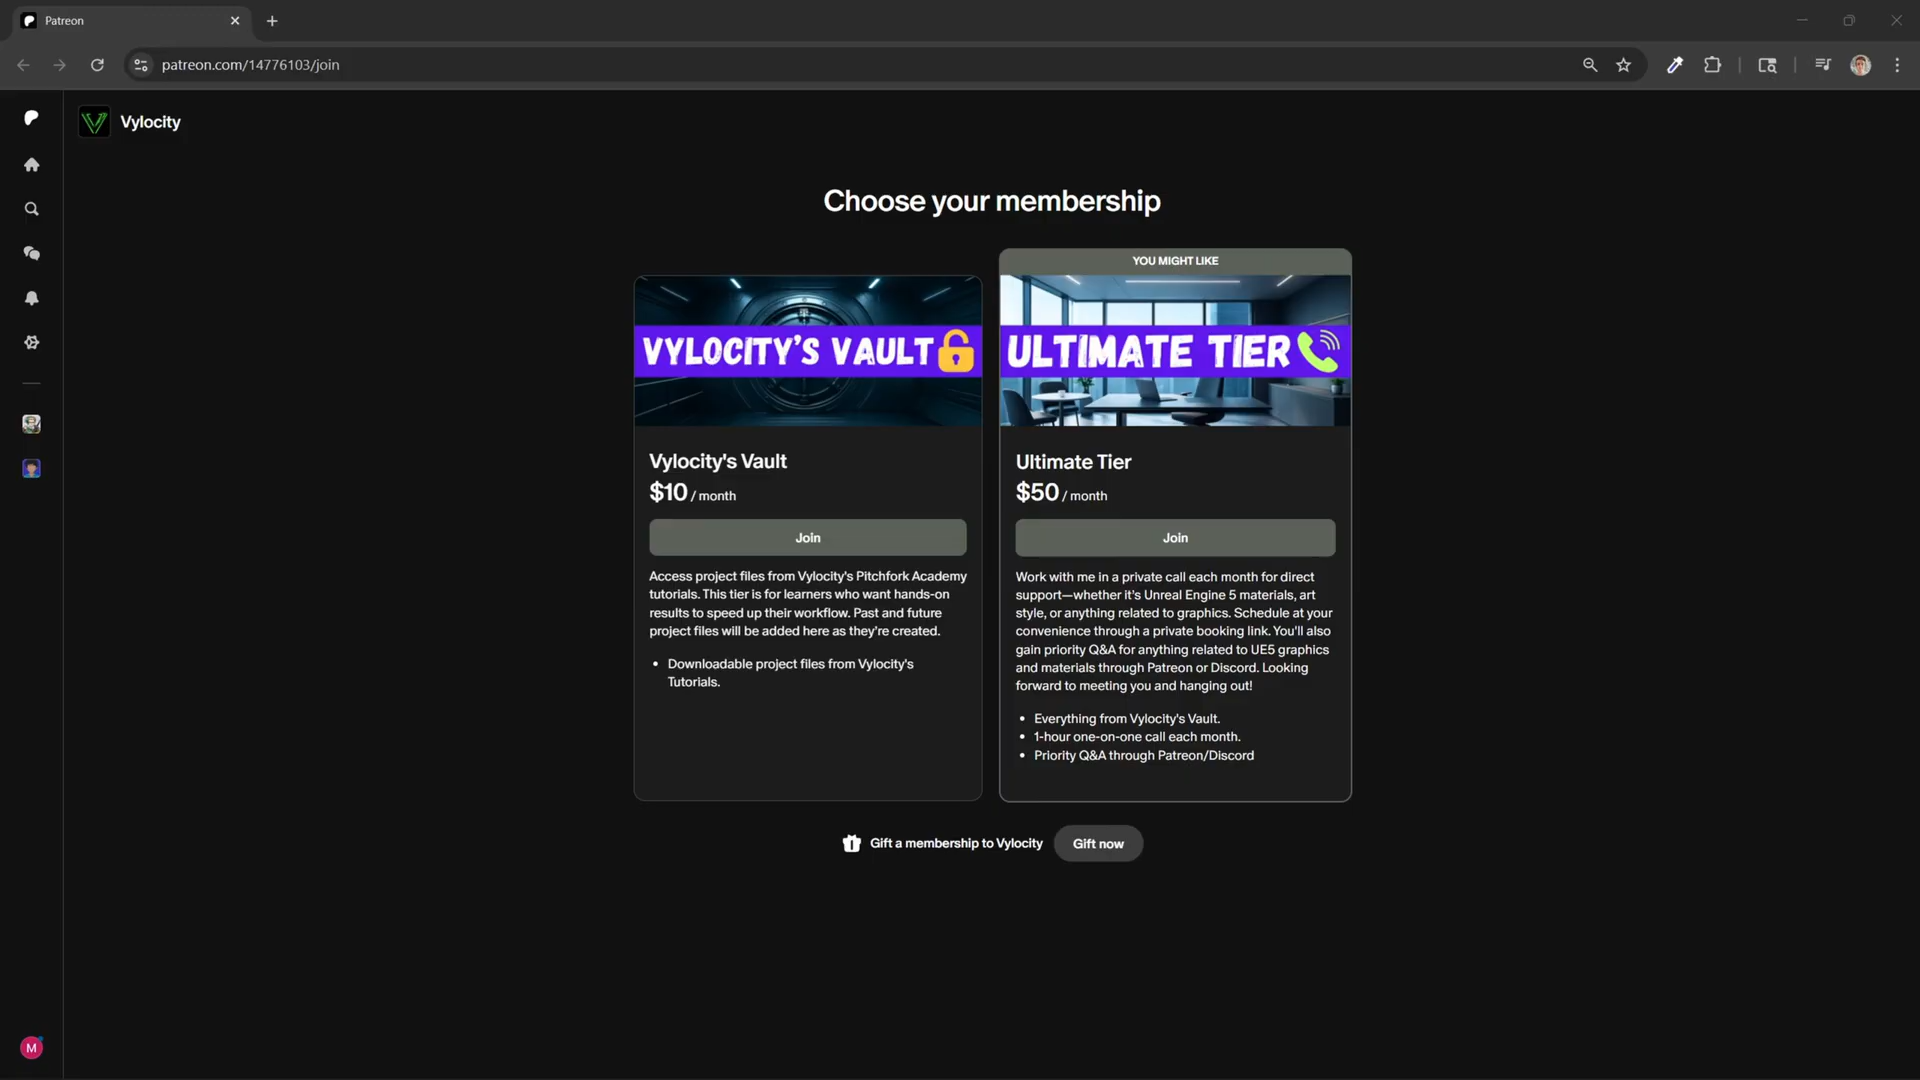 Patreon
patreon.com/14776103/join
Vylocity
Choose your membership
YOU MIGHT LIKE
VYLOCITY'S VAULT
ULTIMATE TIER
Vylocity's Vault
$10 / month
Join
Access project files from Vylocity's Pitchfork Academy
tutorials. This tier is for learners who want hands-on
results to speed up their workflow. Past and future
project files will be added here as they're created.
• Downloadable project files from Vylocity's
Tutorials.
Ultimate Tier
$50 / month
Join
Work with me in a private call each month for direct
support—whether it's Unreal Engine 5 materials, art
style, or anything related to graphics. Schedule at your
convenience through a private booking link. You'll also
gain priority Q&A for anything related to UE5 graphics
and materials through Patreon or Discord. Looking
forward to meeting you and hanging out!
• Everything from Vylocity's Vault.
• 1-hour one-on-one call each month.
• Priority Q&A through Patreon/Discord
Gift a membership to Vylocity
Gift now
M